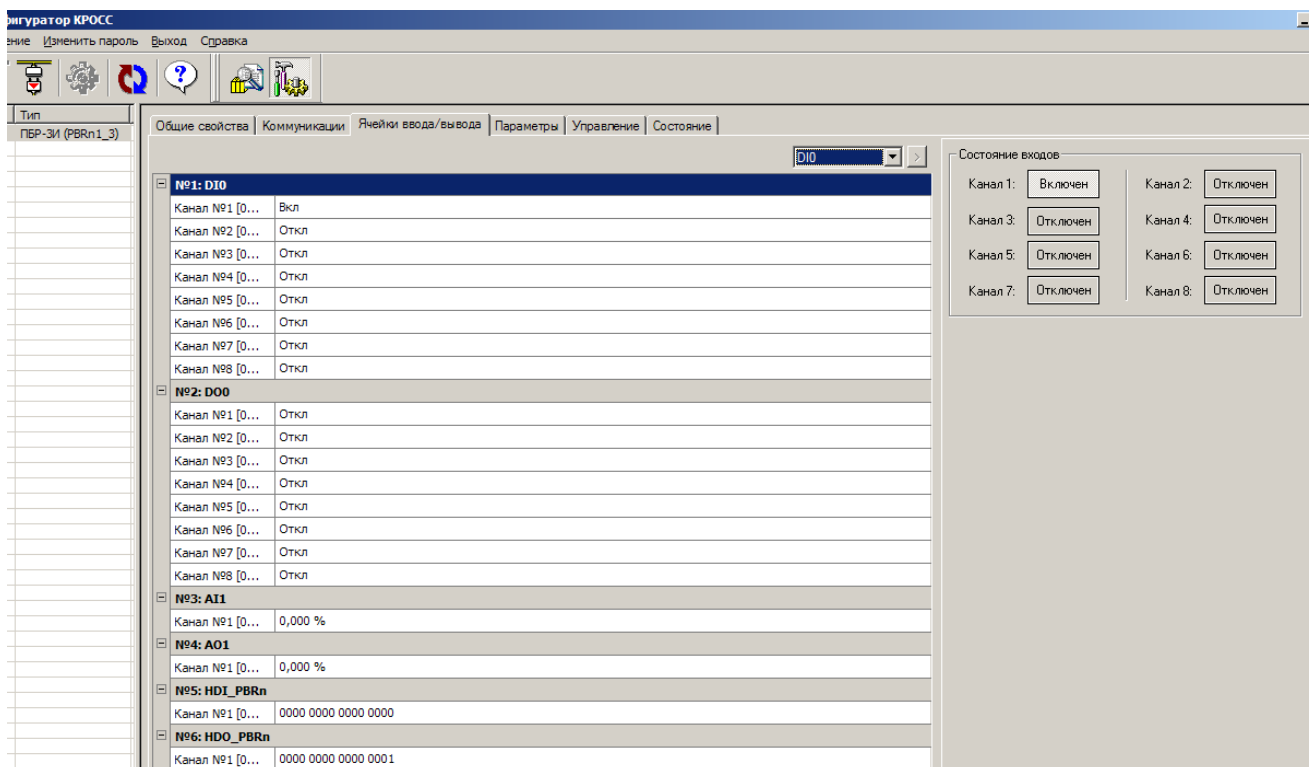 фигуратор КРОСС
ение Изменить пароль Выход Справка
Тип
ПБР-3И (PBRn1_3)
Общие свойства Коммуникации Ячейки ввода/вывода Параметры Управление Состояние
DI0
>
№1: DI0
Канал №1 [0... Вкл
Канал №2 [0... Откл
Канал №3 [0... Откл
Канал №4 [0... Откл
Канал №5 [0... Откл
Канал №6 [0... Откл
Канал №7 [0... Откл
Канал №8 [0... Откл
№2: DO0
Канал №1 [0... Откл
Канал №2 [0... Откл
Канал №3 [0... Откл
Канал №4 [0... Откл
Канал №5 [0... Откл
Канал №6 [0... Откл
Канал №7 [0... Откл
Канал №8 [0... Откл
№3: AI1
Канал №1 [0... 0,000 %
№4: AO1
Канал №1 [0... 0,000 %
№5: HDI_PBRn
Канал №1 [0... 0000 0000 0000 0000
№6: HDO_PBRn
Канал №1 [0... 0000 0000 0000 0001
Состояние входов
Канал 1: Включен Канал 2: Отключен
Канал 3: Отключен Канал 4: Отключен
Канал 5: Отключен Канал 6: Отключен
Канал 7: Отключен Канал 8: Отключен